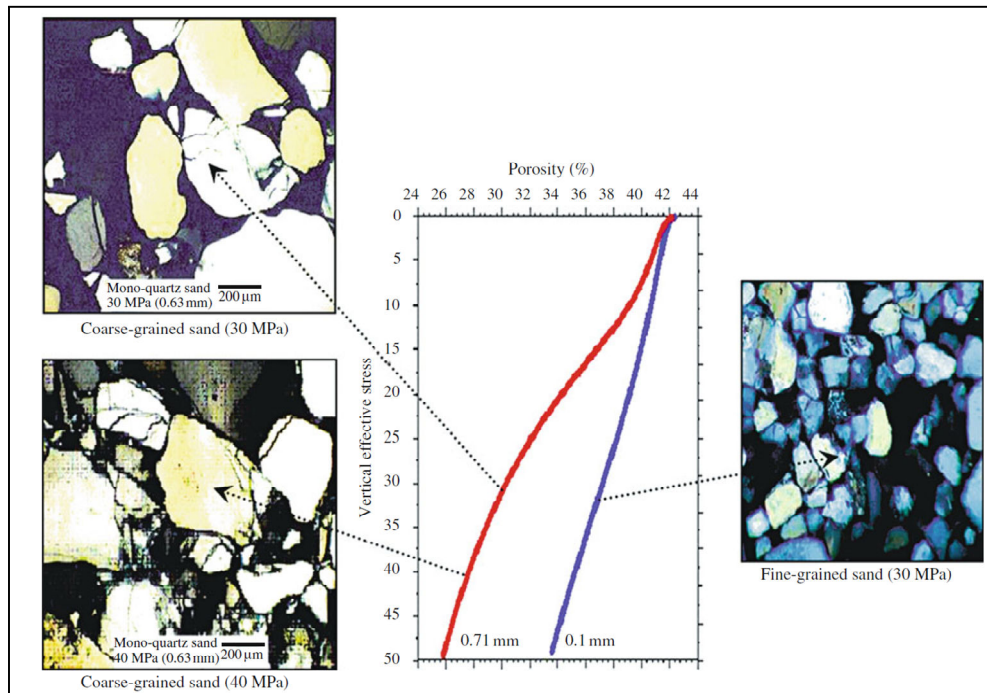 Mono-quartz sand
30 MPa (0.63 mm)
200 µm
Coarse-grained sand (30 MPa)
Mono-quartz sand
40 MPa (0.63 mm)
200 µm
Coarse-grained sand (40 MPa)
Porosity (%)
24 26 28 30 32 34 36 38 40 42 44
Vertical effective stress
0
5
10
15
20
25
30
35
40
45
50
0.71 mm
0.1 mm
Fine-grained sand (30 MPa)